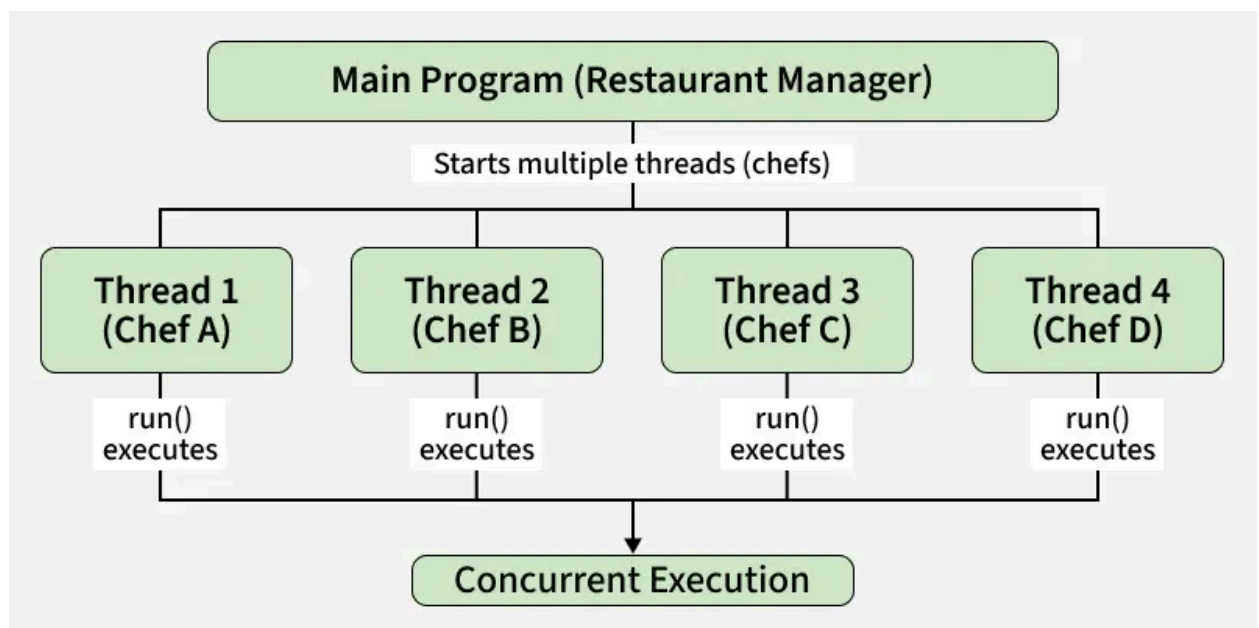 Main Program (Restaurant Manager)
Starts multiple threads (chefs)
Thread 1
(Chef A)
Thread 2
(Chef B)
Thread 3
(Chef C)
Thread 4
(Chef D)
run()
executes
run()
executes
run()
executes
run()
executes
Concurrent Execution